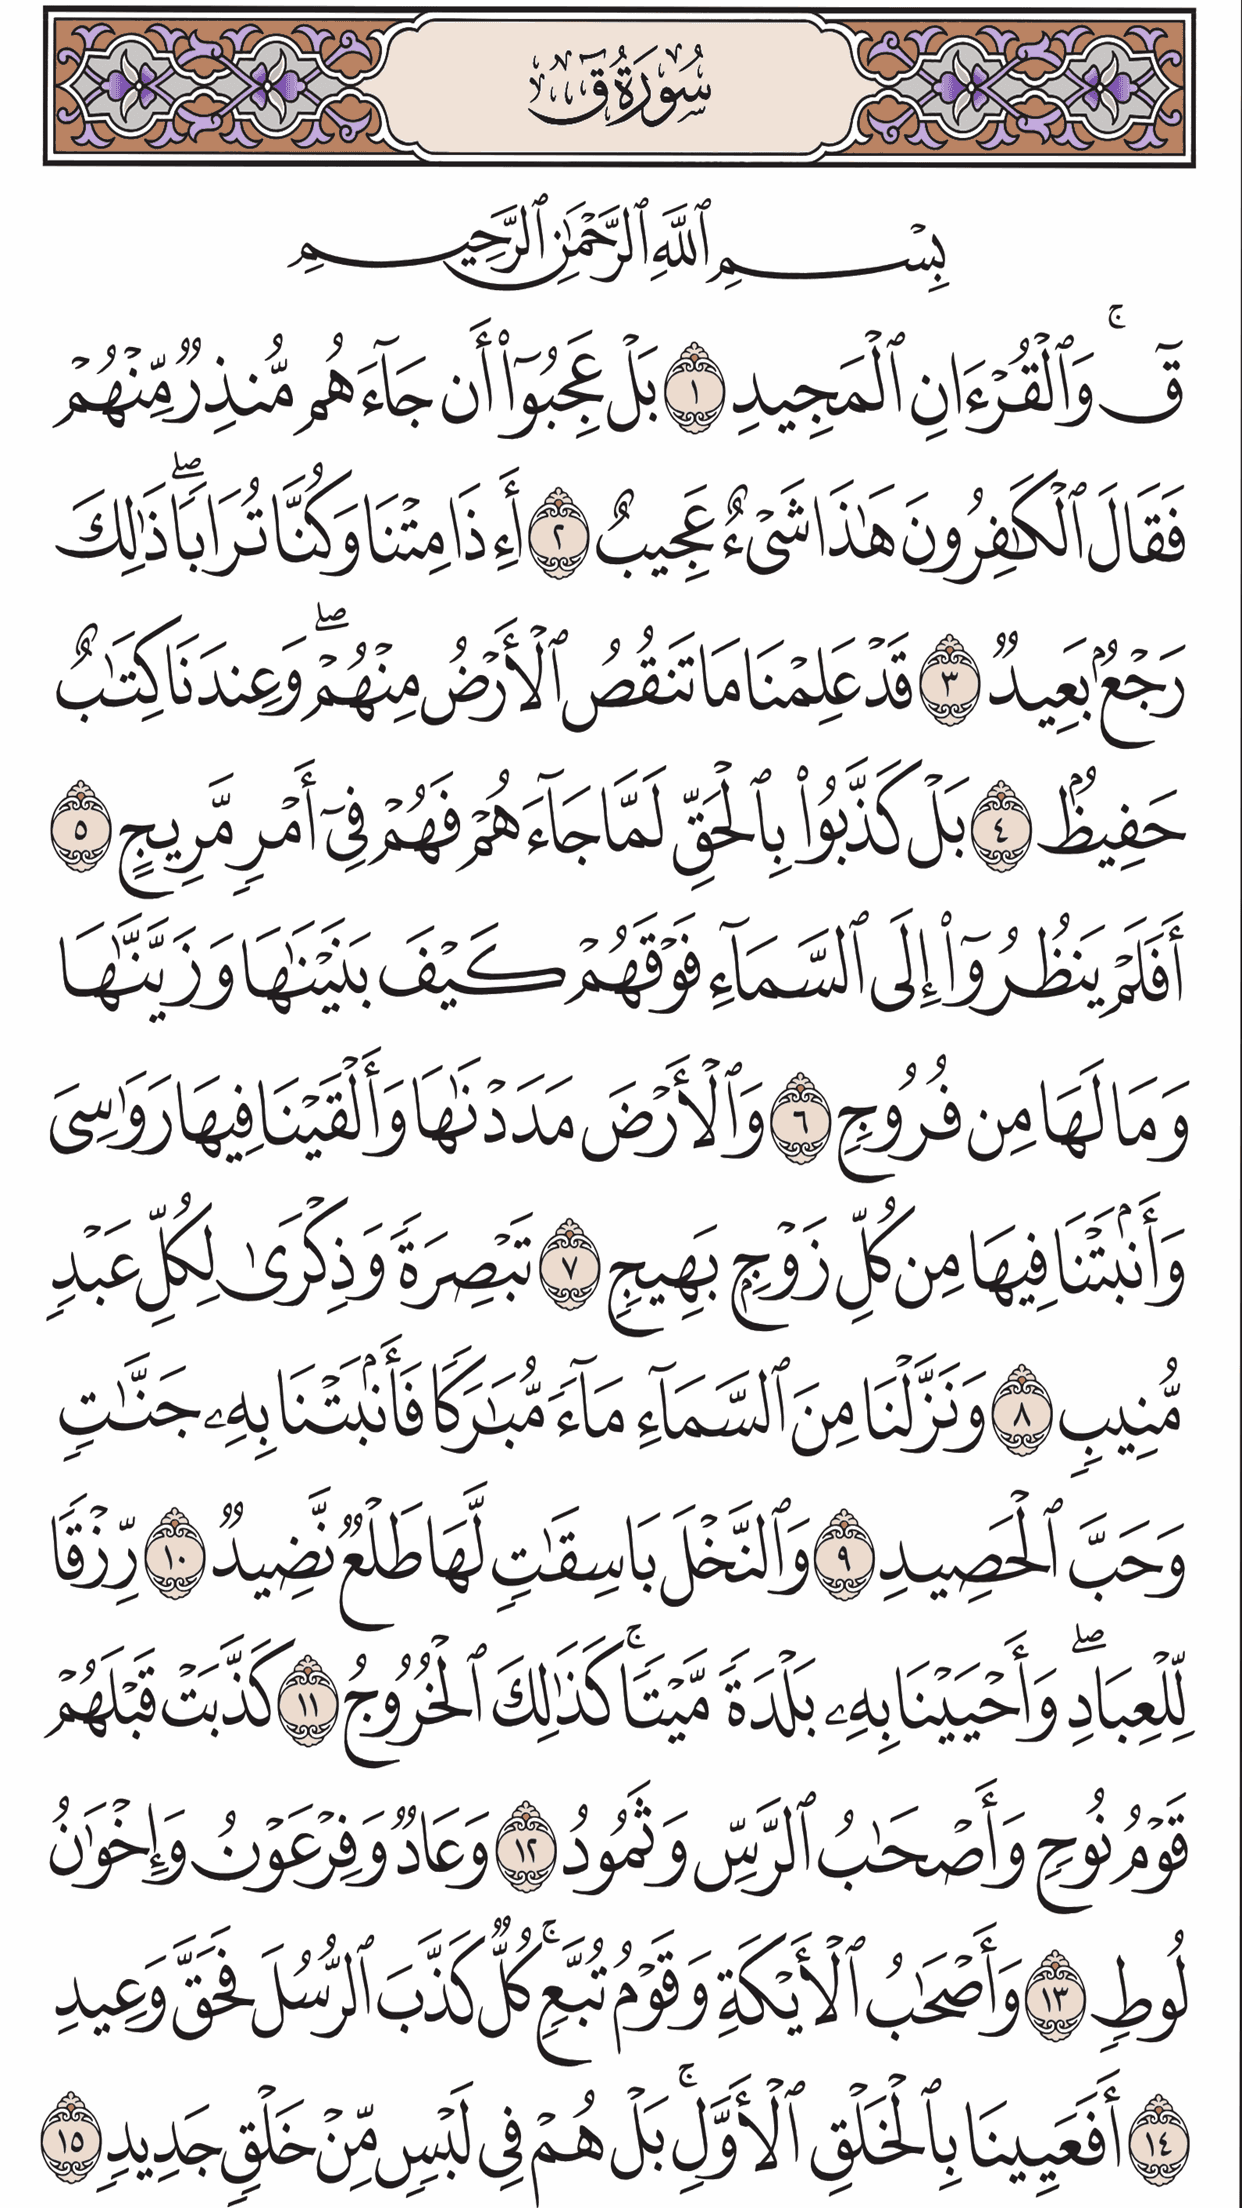 سُورَةُ قٓ
بِسۡمِ ٱللَّهِ ٱلرَّحۡمَٰنِ ٱلرَّحِيمِ
قٓۚ وَٱلۡقُرۡءَانِ ٱلۡمَجِيدِ ١ بَلۡ عَجِبُوٓاْ أَن جَآءَهُم مُّنذِرٞ مِّنۡهُمۡ
فَقَالَ ٱلۡكَٰفِرُونَ هَٰذَا شَيۡءٌ عَجِيبٌ ٢ أَءِذَا مِتۡنَا وَكُنَّا تُرَابٗاۖ ذَٰلِكَ
رَجۡعُۢ بَعِيدٞ ٣ قَدۡ عَلِمۡنَا مَا تَنقُصُ ٱلۡأَرۡضُ مِنۡهُمۡۖ وَعِندَنَا كِتَٰبٌ
حَفِيظُۢ ٤ بَلۡ كَذَّبُواْ بِٱلۡحَقِّ لَمَّا جَآءَهُمۡ فَهُمۡ فِيٓ أَمۡرٖ مَّرِيجٍ ٥
أَفَلَمۡ يَنظُرُوٓاْ إِلَى ٱلسَّمَآءِ فَوۡقَهُمۡ كَيۡفَ بَنَيۡنَٰهَا وَزَيَّنَّٰهَا
وَمَا لَهَا مِن فُرُوجٖ ٦ وَٱلۡأَرۡضَ مَدَدۡنَٰهَا وَأَلۡقَيۡنَا فِيهَا رَوَٰسِيَ
وَأَنۢبَتۡنَا فِيهَا مِن كُلِّ زَوۡجِۭ بَهِيجٖ ٧ تَبۡصِرَةٗ وَذِكۡرَىٰ لِكُلِّ عَبۡدٖ
مُّنِيبٖ ٨ وَنَزَّلۡنَا مِنَ ٱلسَّمَآءِ مَآءٗ مُّبَٰرَكٗا فَأَنۢبَتۡنَا بِهِۦ جَنَّٰتٖ
وَحَبَّ ٱلۡحَصِيدِ ٩ وَٱلنَّخۡلَ بَاسِقَٰتٖ لَّهَا طَلۡعٞ نَّضِيدٞ ١٠ رِّزۡقٗا
لِّلۡعِبَادِۖ وَأَحۡيَيۡنَا بِهِۦ بَلۡدَةٗ مَّيۡتٗاۚ كَذَٰلِكَ ٱلۡخُرُوجُ ١١ كَذَّبَتۡ قَبۡلَهُمۡ
قَوۡمُ نُوحٖ وَأَصۡحَٰبُ ٱلرَّسِّ وَثَمُودُ ١٢ وَعَادٞ وَفِرۡعَوۡنُ وَإِخۡوَٰنُ
لُوطٖ ١٣ وَأَصۡحَٰبُ ٱلۡأَيۡكَةِ وَقَوۡمُ تُبَّعٖۚ كُلّٞ كَذَّبَ ٱلرُّسُلَ فَحَقَّ وَعِيدِ
١٤ أَفَعَيِينَا بِٱلۡخَلۡقِ ٱلۡأَوَّلِۚ بَلۡ هُمۡ فِي لَبۡسٖ مِّنۡ خَلۡقٖ جَدِيدٖ ١٥